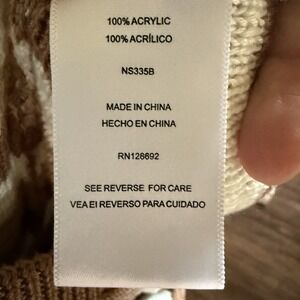 100% ACRYLIC
100% ACRÍLICO
NS335B
MADE IN CHINA
HECHO EN CHINA
RN128692
SEE REVERSE FOR CARE
VEA EI REVERSO PARA CUIDADO